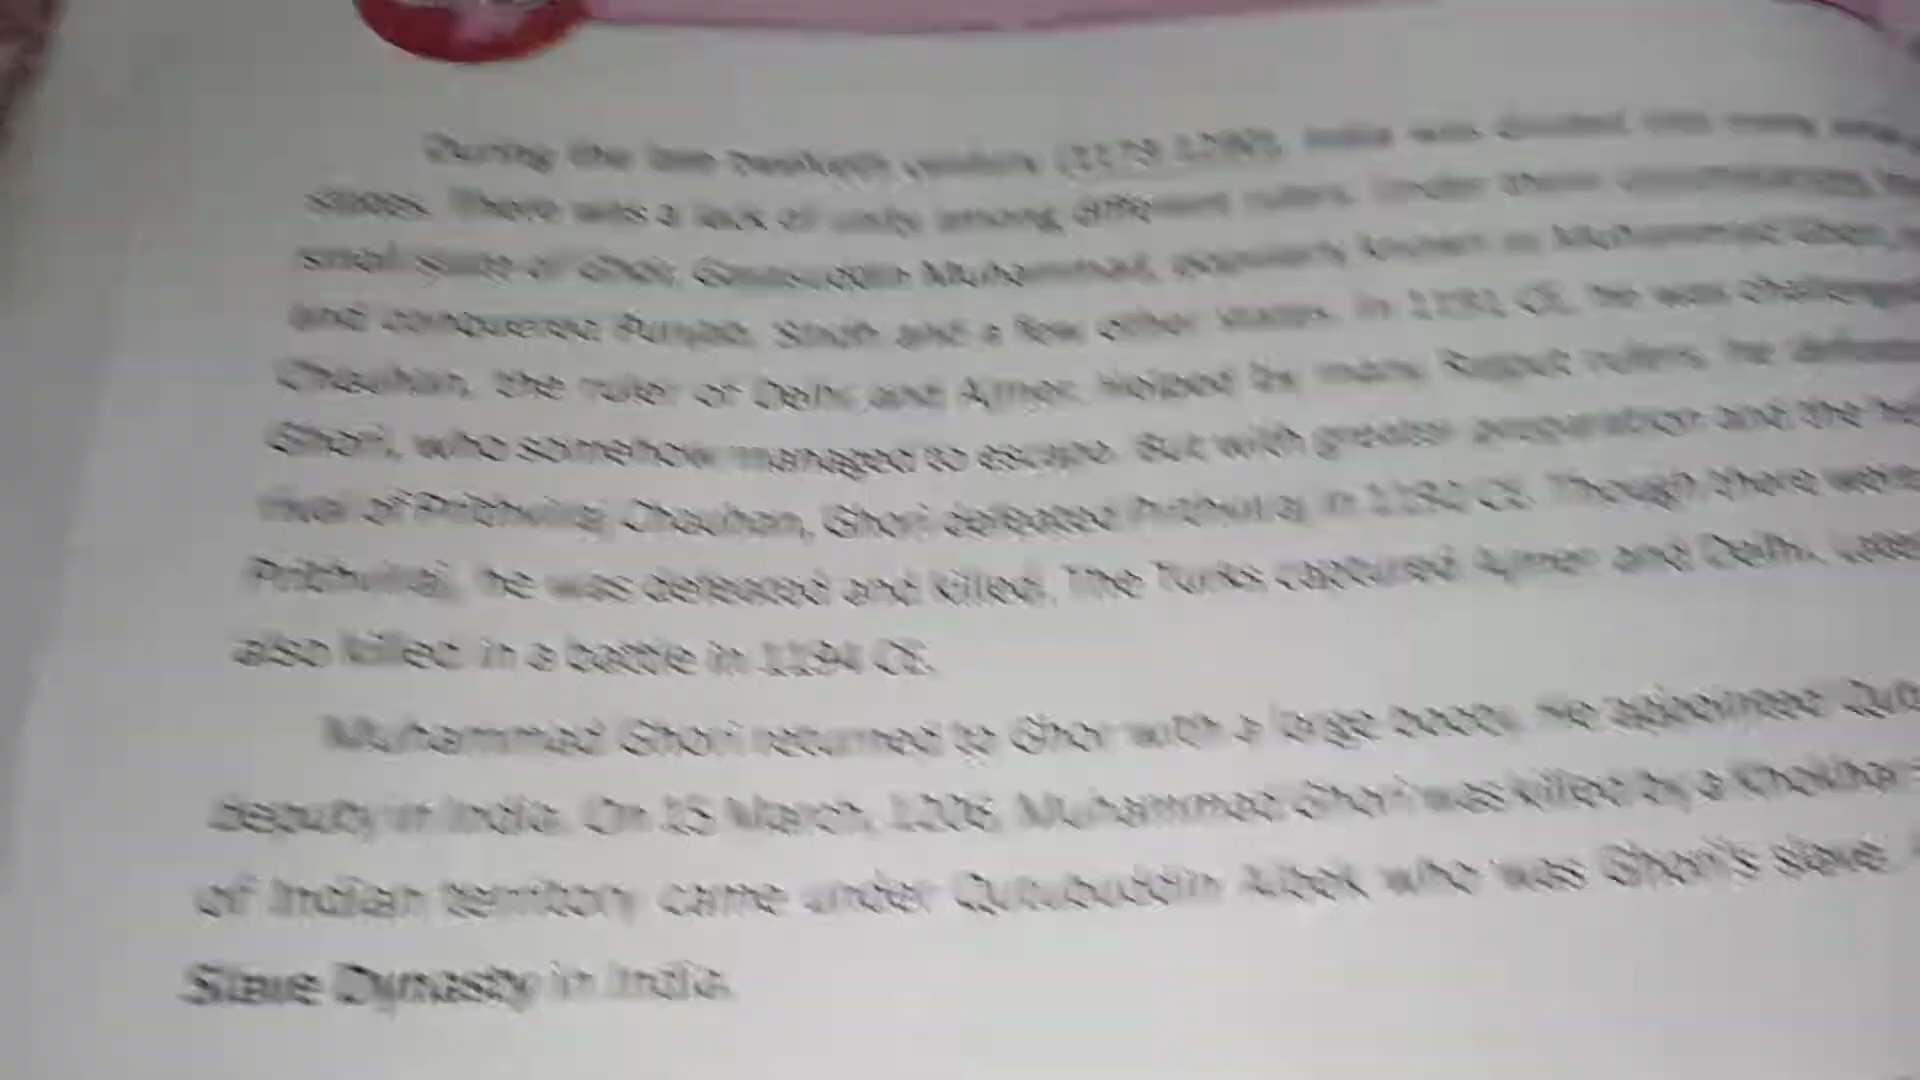 During the late twelfth century India was divided into many
states. There was a lack of unity among different rulers. Under these circumstances
small state of Ghor, Muhammad, popularly known as Muhammad Ghori
and conquered Punjab, Sindh and a few other states. In 1191 CE, he was challenged
Chauhan, the ruler of Delhi and Ajmer. Helped by many Rajput rulers, he defeated
Ghori, who somehow managed to escape. But with greater preparation and the
rival of Prithviraj Chauhan, Ghori defeated Prithviraj in 1192 CE. Though there were
Prithviraj, he was defeated and killed. The Turks captured Ajmer and Delhi.
also killed in a battle in 1194 CE.
Muhammad Ghori returned to Ghor with a large booty. He appointed
deputy in India. On 15 March, 1206, Muhammad Ghori was killed by a Khokhar
of Indian territory came under Qutubuddin Aibek who was Ghori's slave.
Slave Dynasty in India.